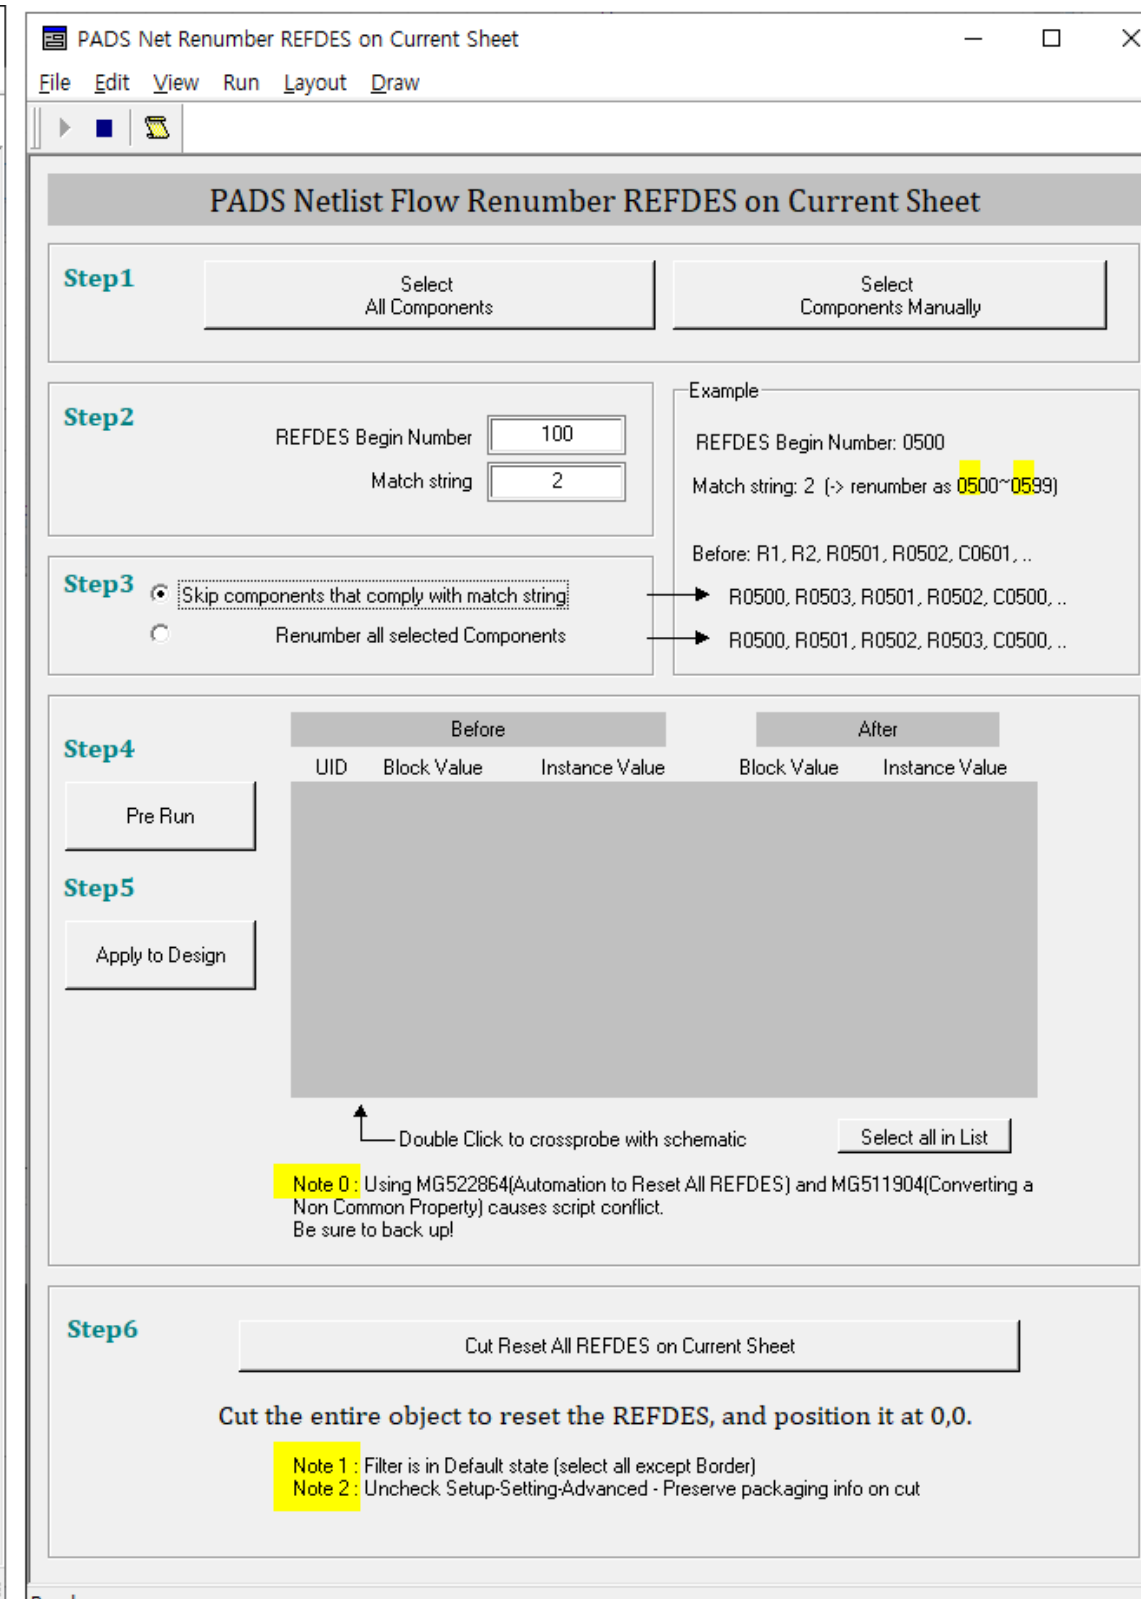 PADS Net Renumber REFDES on Current Sheet
File Edit View Run Layout Draw
PADS Netlist Flow Renumber REFDES on Current Sheet
Step1
Select
All Components
Select
Components Manually
Step2
REFDES Begin Number 100
Match string 2
Example
REFDES Begin Number: 0500
Match string: 2 (-> renumber as 0500~0599)
Before: R1, R2, R0501, R0502, C0601, ..
R0500, R0503, R0501, R0502, C0500, ..
R0500, R0501, R0502, R0503, C0500, ..
Step3
Skip components that comply with match string
Renumber all selected Components
Step4
Before After
UID Block Value Instance Value Block Value Instance Value
Pre Run
Step5
Apply to Design
Double Click to crossprobe with schematic
Select all in List
Note 0 : Using MG522864(Automation to Reset All REFDES) and MG511904(Converting a
Non Common Property) causes script conflict.
Be sure to back up!
Step6
Cut Reset All REFDES on Current Sheet
Cut the entire object to reset the REFDES, and position it at 0,0.
Note 1 : Filter is in Default state (select all except Border)
Note 2 : Uncheck Setup-Setting-Advanced - Preserve packaging info on cut